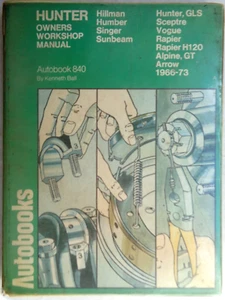 HUNTER
OWNERS
WORKSHOP
MANUAL
Autobook 840
By Kenneth Ball
Hillman
Humber
Singer
Sunbeam
Hunter, GLS
Sceptre
Vogue
Rapier
Rapier H120
Alpine, GT
Arrow
1966-73
Autobooks